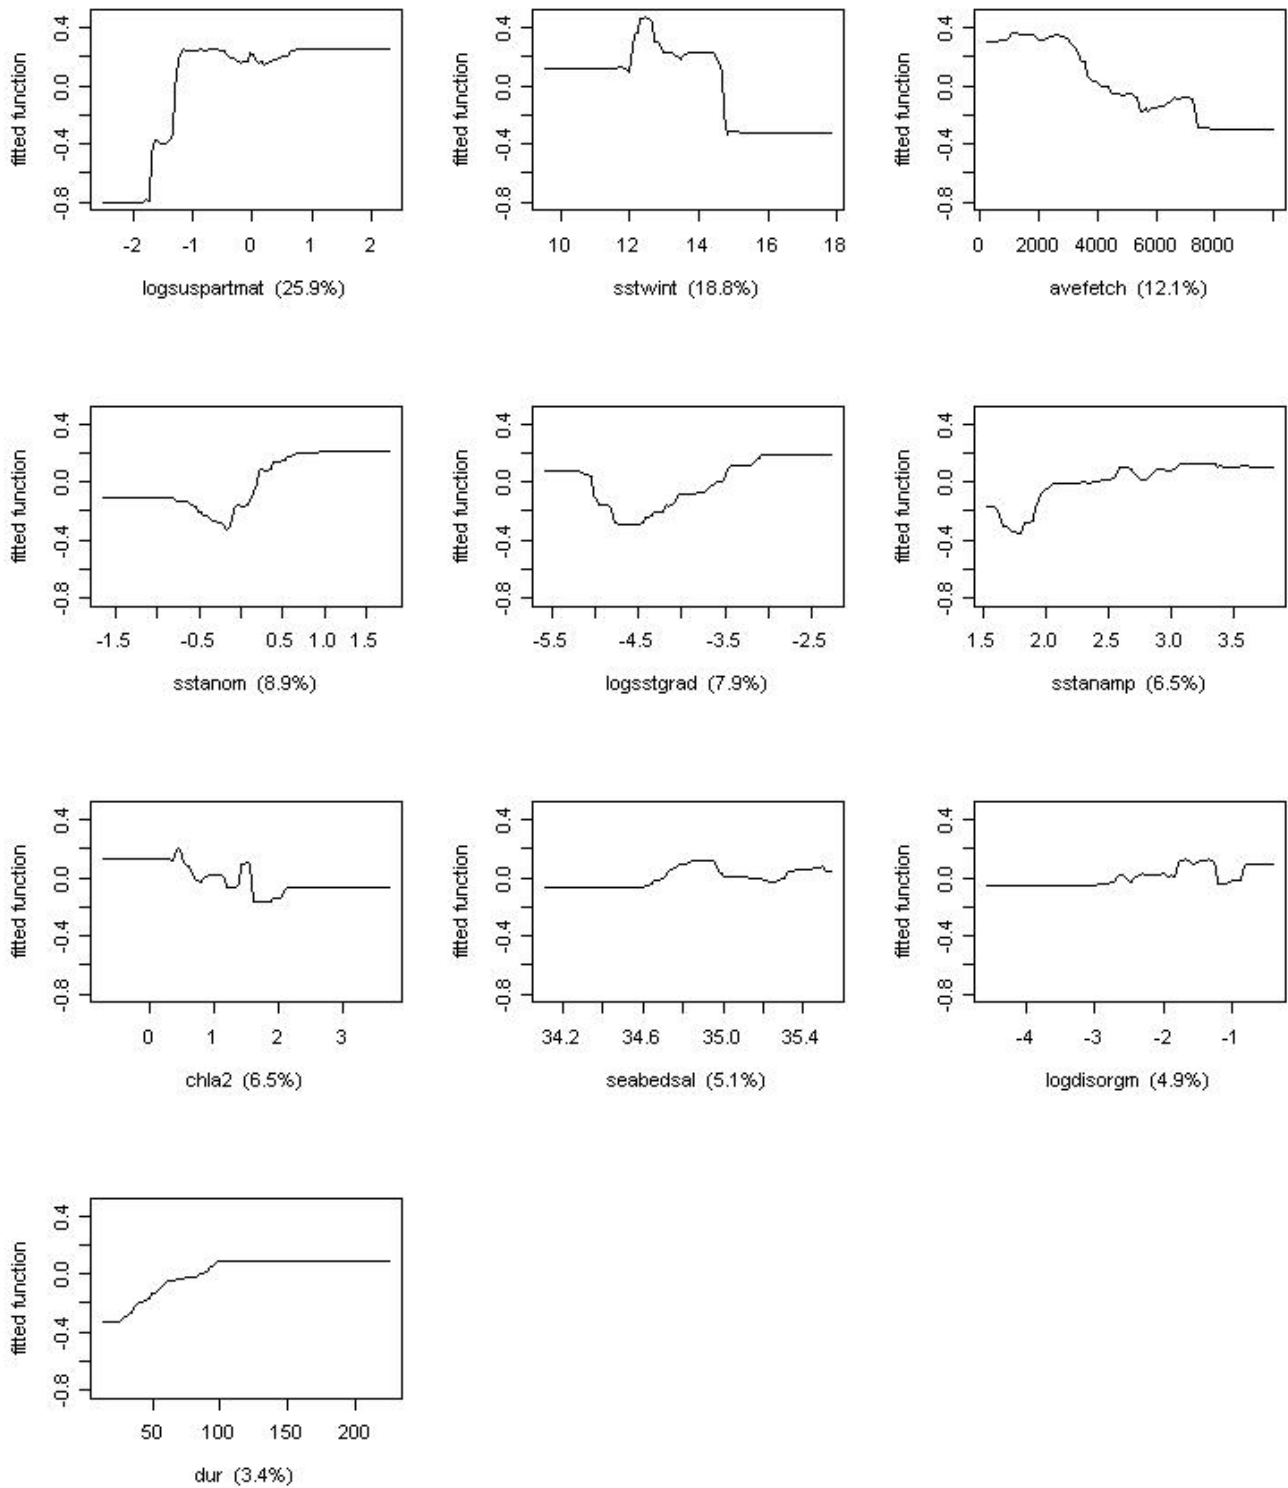 fitted function
-0.8 -0.4 0.0 0.4
-2 -1 0 1 2
logsuspartmat (25.9%)
fitted function
-0.8 -0.4 0.0 0.4
10 12 14 16 18
sstwint (18.8%)
fitted function
-0.8 -0.4 0.0 0.4
0 2000 4000 6000 8000
avefetch (12.1%)
fitted function
-0.8 -0.4 0.0 0.4
-1.5 -0.5 0.5 1.0 1.5
sstanom (8.9%)
fitted function
-0.8 -0.4 0.0 0.4
-5.5 -4.5 -3.5 -2.5
logsstgrad (7.9%)
fitted function
-0.8 -0.4 0.0 0.4
1.5 2.0 2.5 3.0 3.5
sstanamp (6.5%)
fitted function
-0.8 -0.4 0.0 0.4
0 1 2 3
chla2 (6.5%)
fitted function
-0.8 -0.4 0.0 0.4
34.2 34.6 35.0 35.4
seabedsal (5.1%)
fitted function
-0.8 -0.4 0.0 0.4
-4 -3 -2 -1
logdisorgm (4.9%)
fitted function
-0.8 -0.4 0.0 0.4
50 100 150 200
dur (3.4%)